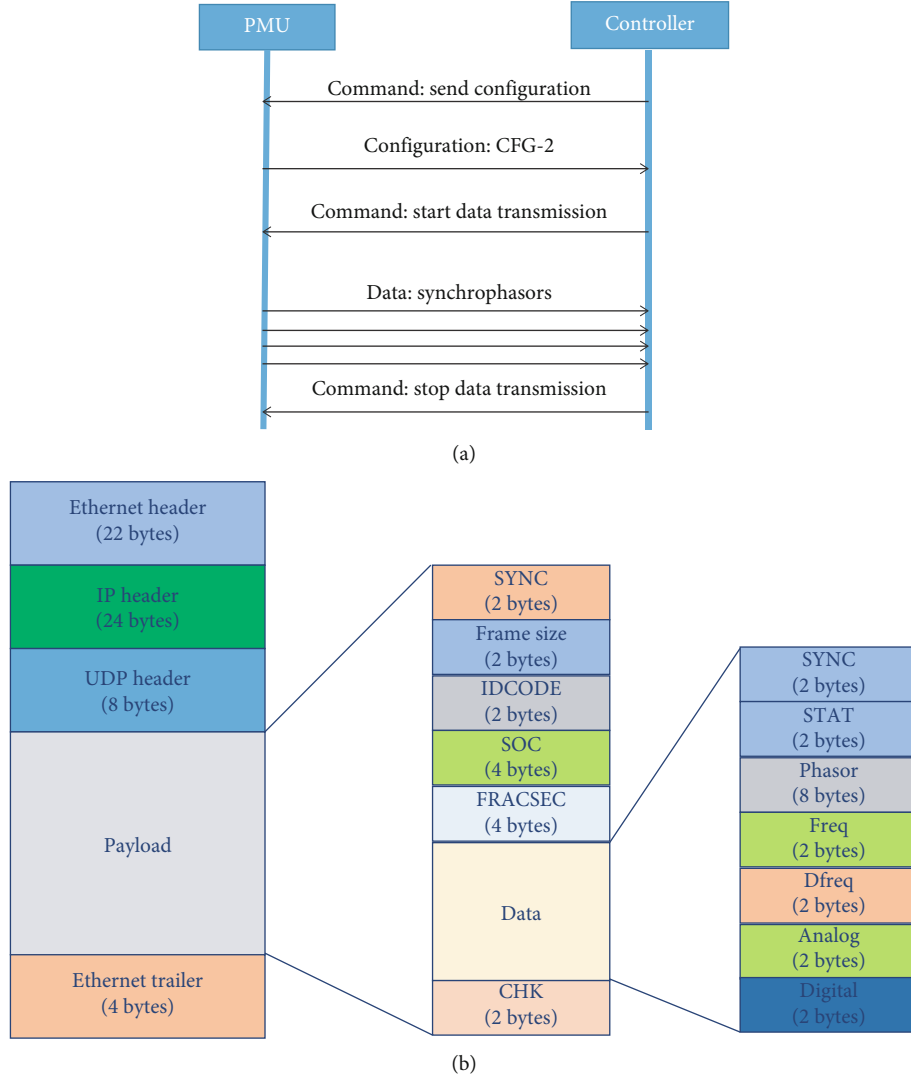 PMU
Controller
Command: send configuration
Configuration: CFG-2
Command: start data transmission
Data: synchrophasors
Command: stop data transmission
(a)
Ethernet header
(22 bytes)
IP header
(24 bytes)
UDP header
(8 bytes)
Payload
Ethernet trailer
(4 bytes)
SYNC
(2 bytes)
Frame size
(2 bytes)
IDCODE
(2 bytes)
SOC
(4 bytes)
FRACSEC
(4 bytes)
Data
CHK
(2 bytes)
SYNC
(2 bytes)
STAT
(2 bytes)
Phasor
(8 bytes)
Freq
(2 bytes)
Dfreq
(2 bytes)
Analog
(2 bytes)
Digital
(2 bytes)
(b)